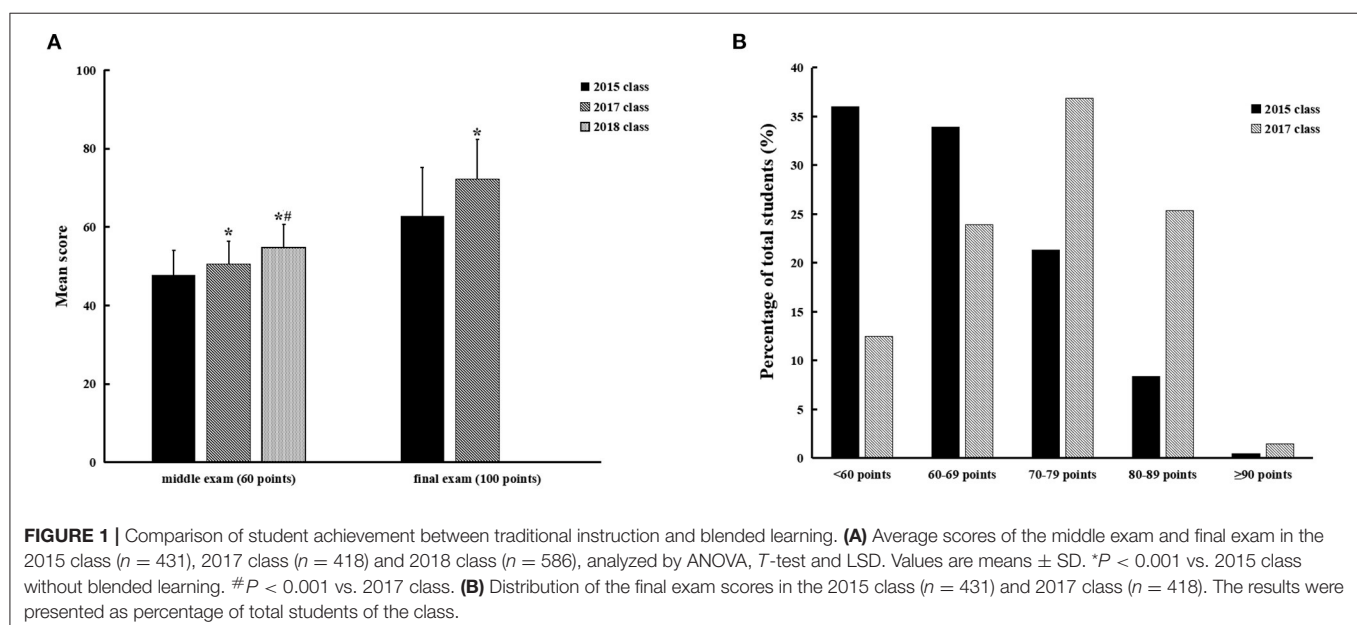 A
100
80
60
40
20
0
Mean score
2015 class
2017 class
2018 class
*
*#
*
middle exam (60 points)
final exam (100 points)
B
40
35
30
25
20
15
10
5
0
Percentage of total students (%)
2015 class
2017 class
<60 points
60-69 points
70-79 points
80-89 points
≥90 points
FIGURE 1 | Comparison of student achievement between traditional instruction and blended learning. (A) Average scores of the middle exam and final exam in the
2015 class (n = 431), 2017 class (n = 418) and 2018 class (n = 586), analyzed by ANOVA, T-test and LSD. Values are means ± SD. *P < 0.001 vs. 2015 class
without blended learning. #P < 0.001 vs. 2017 class. (B) Distribution of the final exam scores in the 2015 class (n = 431) and 2017 class (n = 418). The results were
presented as percentage of total students of the class.